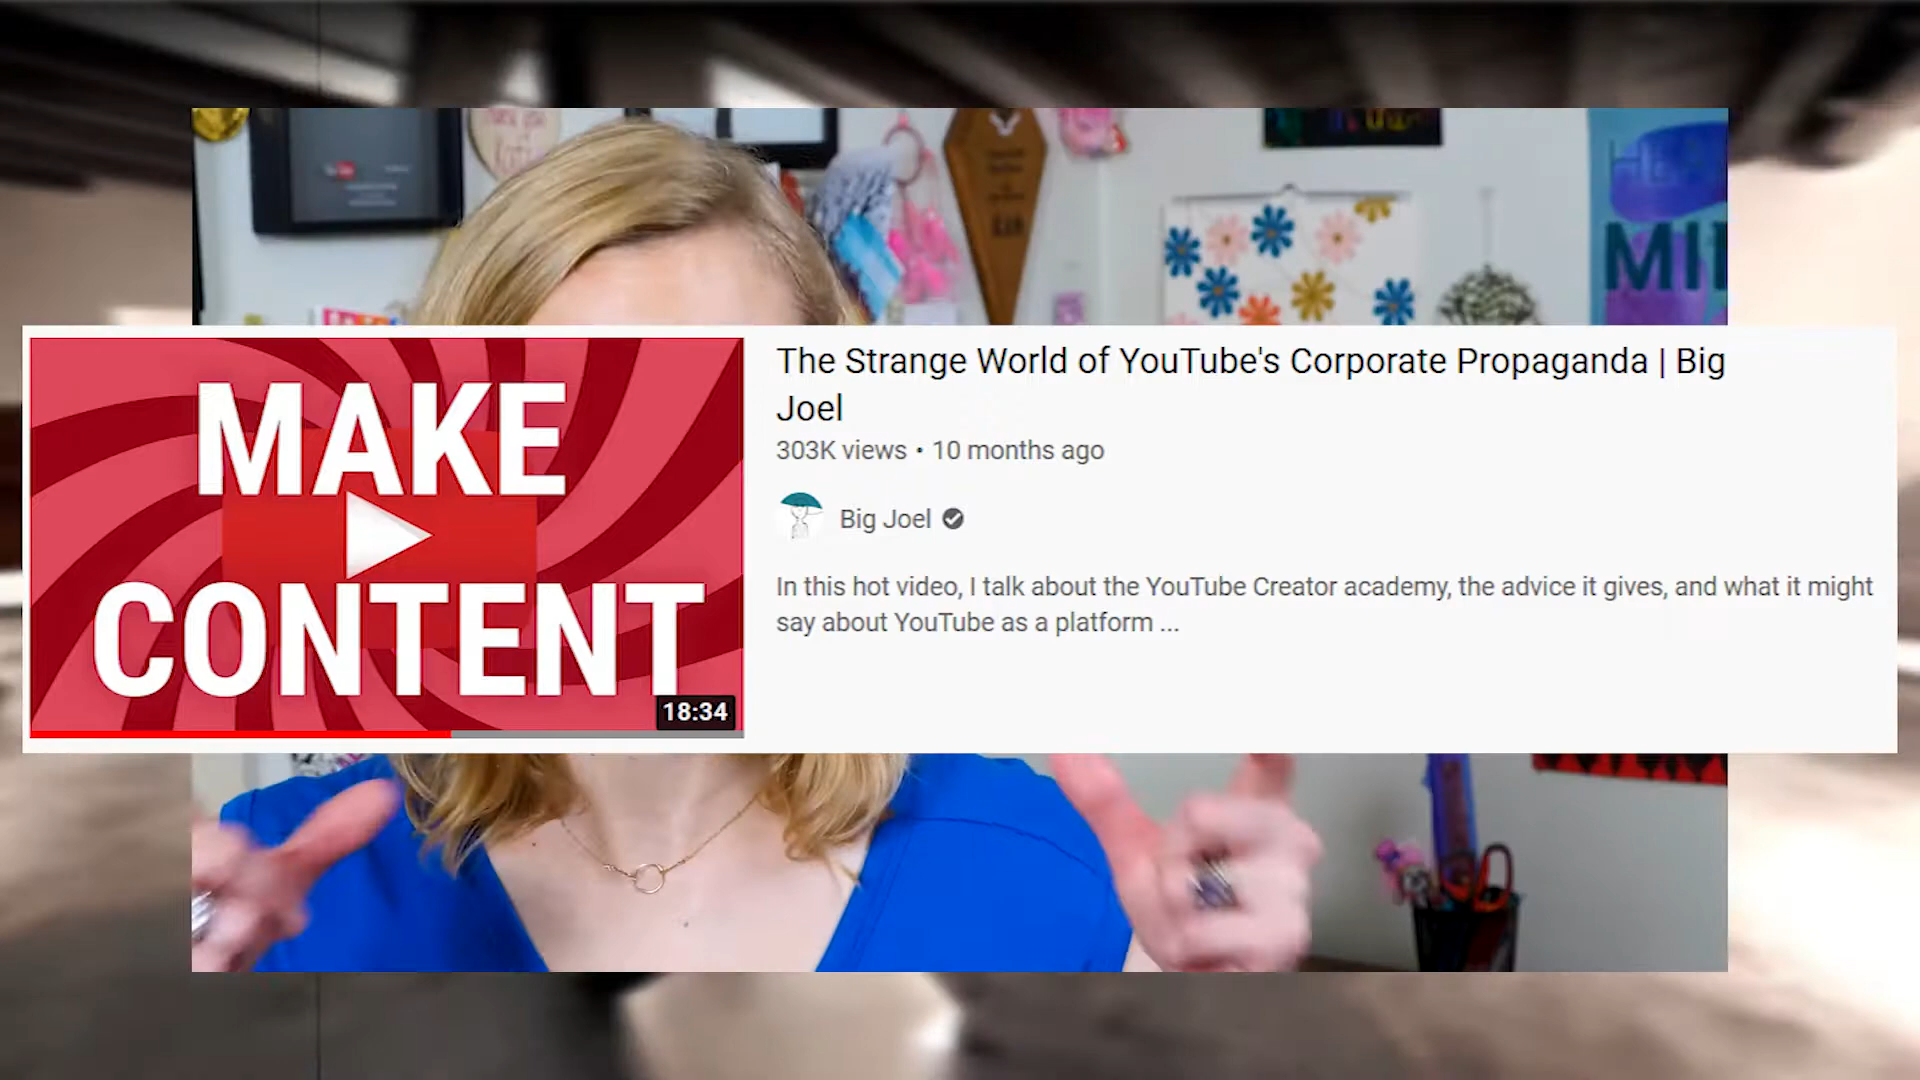 MI
The Strange World of YouTube's Corporate Propaganda | Big
Joel
303K views • 10 months ago
Big Joel
In this hot video, I talk about the YouTube Creator academy, the advice it gives, and what it might
say about YouTube as a platform ...
MAKE
CONTENT
18:34